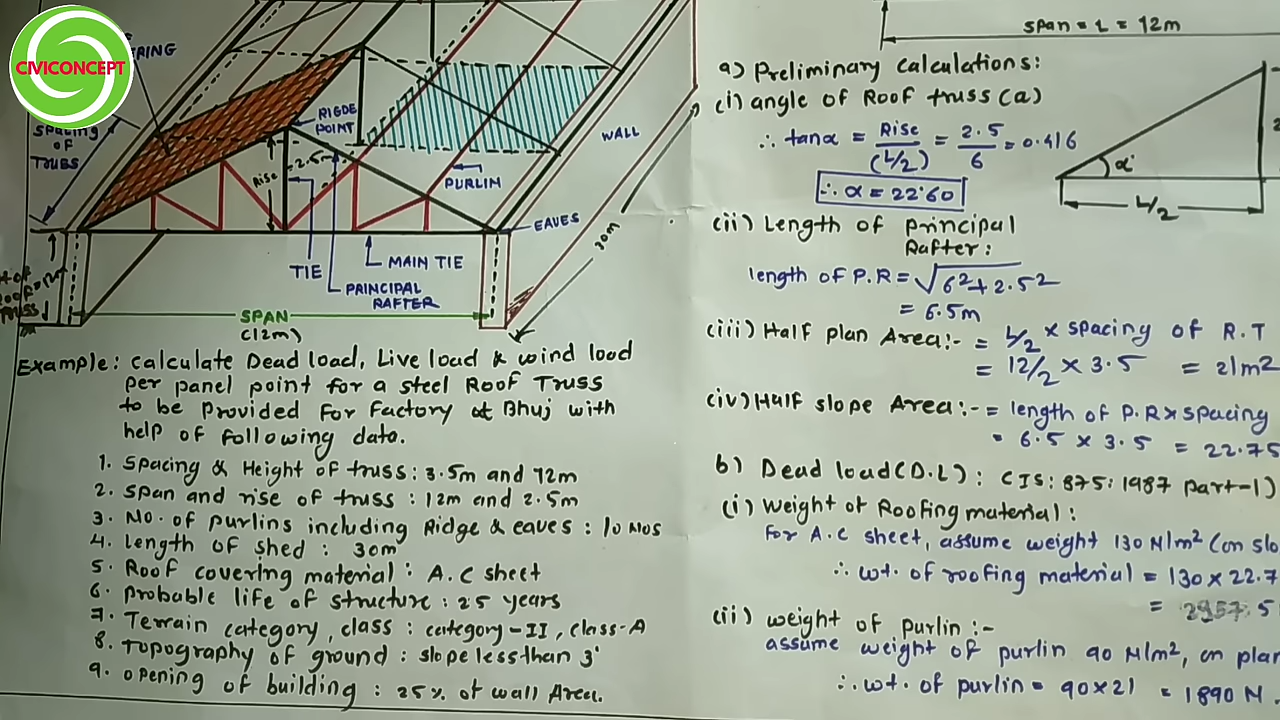 CIVICONCEPT
ERING
SPACING
OF
TRUBS
RIGDE
POINT
Rise
2.5m
WALL
PURLIN
EAVES
30m
TIE
MAIN TIE
PRINCIPAL
RAFTER
SPAN
(12m)
Example: calculate Dead load, Live load & wind load
per panel point for a steel Roof Truss
to be Provided For Factory at Bhuj with
help of following data.
1. Spacing & Height of truss: 3.5m and 12m
2. span and rise of truss : 12m and 2.5m
3. No. of purlins including Ridge & eaves : 10 Nos
4. Length of shed : 30m
5. Roof covering material : A.C sheet
6. Probable life of structure : 25 years
7. Terrain category, class : category-II, class-A
8. Topography of ground : slope less than 3°
9. opening of building : 25% of wall Area.
span = L = 12m
a) Preliminary calculations:
(i) angle of Roof truss (α)
∴ tanα = Rise/(L/2) = 2.5/6 = 0.416
∴ α = 22.60
α
L/2
(ii) Length of principal
Rafter:
length of P.R = √6²+2.5²
= 6.5m
(iii) Half plan Area:- = L/2 × spacing of R.T
= 12/2 × 3.5 = 21m²
(iv) Half slope Area:- = length of P.R × spacing
= 6.5 × 3.5 = 22.75
b) Dead load (D.L) : (IS: 875: 1987 part-1)
(i) Weight of Roofing material :
For A.C sheet, assume weight 130 N/m² (on slo
∴ wt. of roofing material = 130 × 22.7
= 2957.5
(ii) weight of Purlin :-
assume weight of purlin 90 N/m², on plan
∴ wt. of purlin = 90×21 = 1890 N.